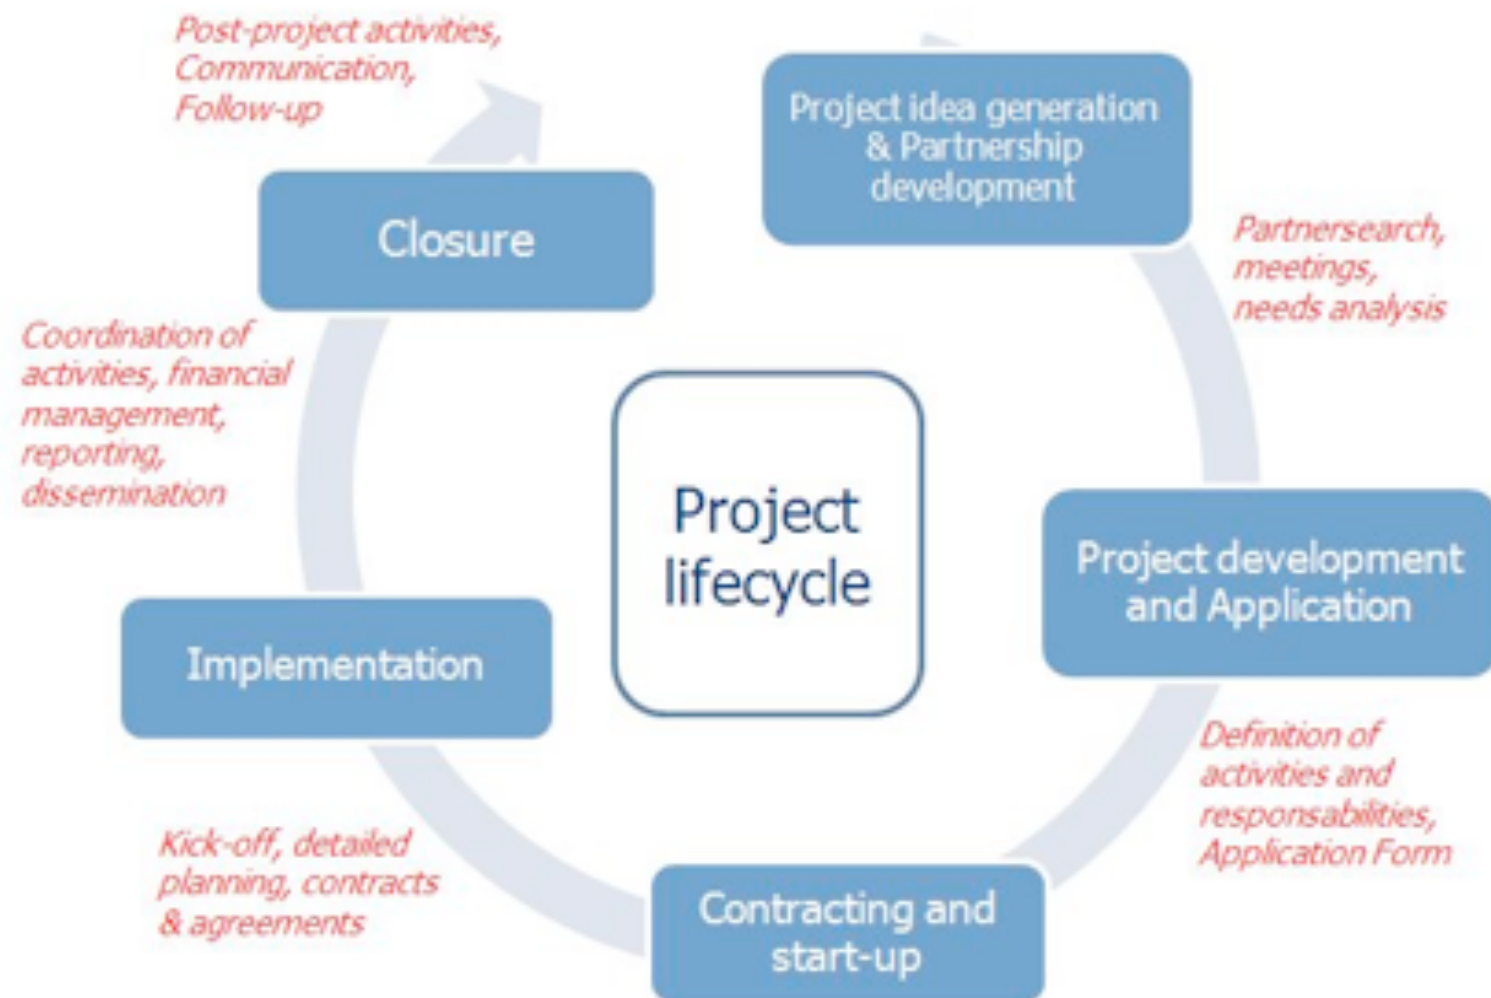 Post-project activities,
Communication,
Follow-up
Project idea generation
& Partnership
development
Closure
Partnersearch,
meetings,
needs analysis
Coordination of
activities, financial
management,
reporting,
dissemination
Project
lifecycle
Project development
and Application
Implementation
Definition of
activities and
responsabilities,
Application Form
Kick-off, detailed
planning, contracts
& agreements
Contracting and
start-up